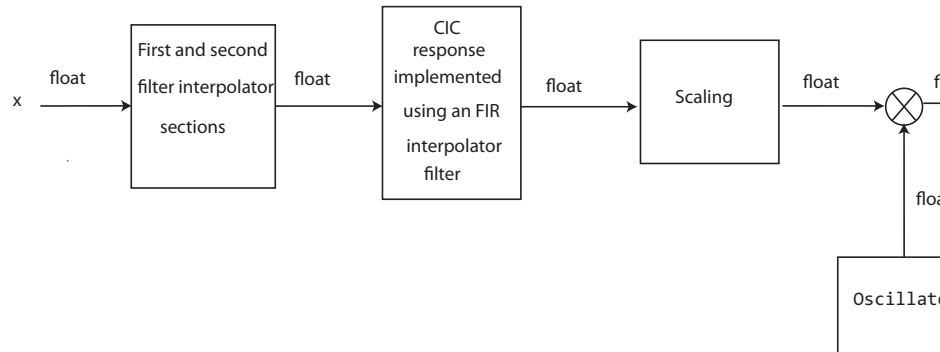 x
float
First and second
filter interpolator
sections
float
CIC
response
implemented
using an FIR
interpolator
filter
float
Scaling
float